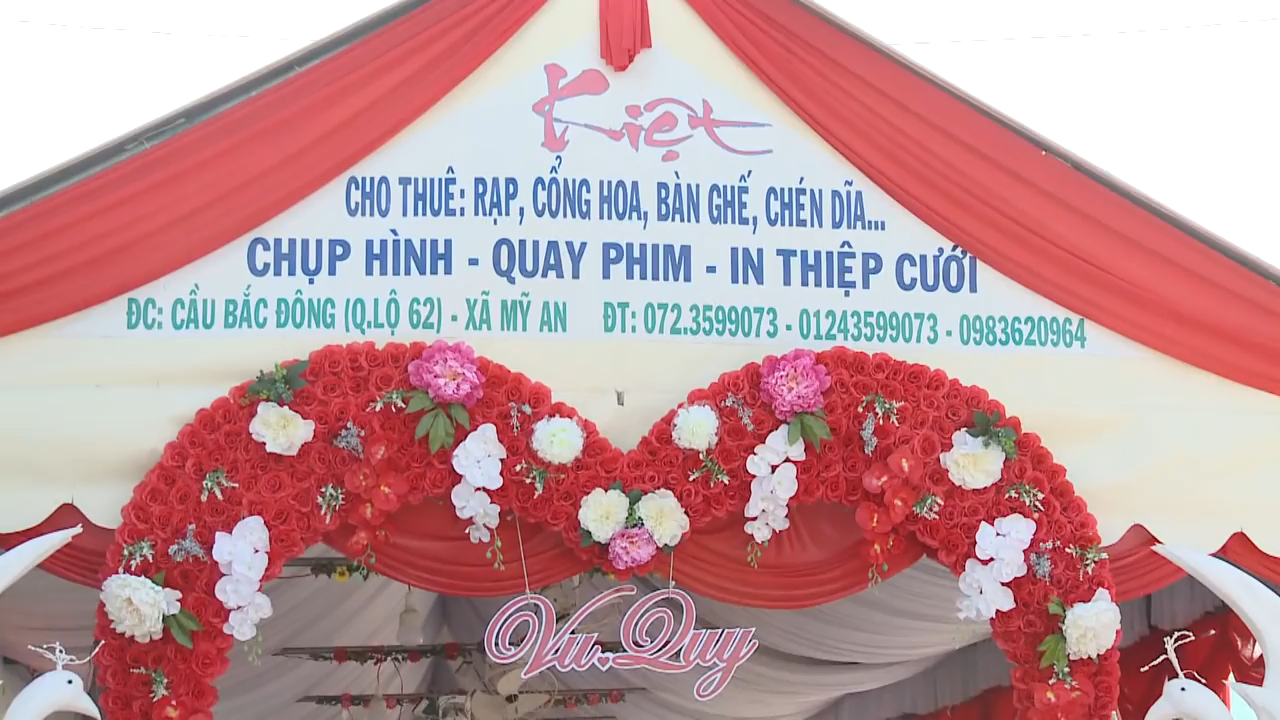 Kiệt
CHO THUÊ: RẠP, CỔNG HOA, BÀN GHẾ, CHÉN DĨA...
CHỤP HÌNH - QUAY PHIM - IN THIỆP CƯỚI
ĐC: CẦU BẮC ĐÔNG (Q.LỘ 62) - XÃ MỸ AN ĐT: 072.3599073 - 01243599073 - 0983620964
Vu Quy